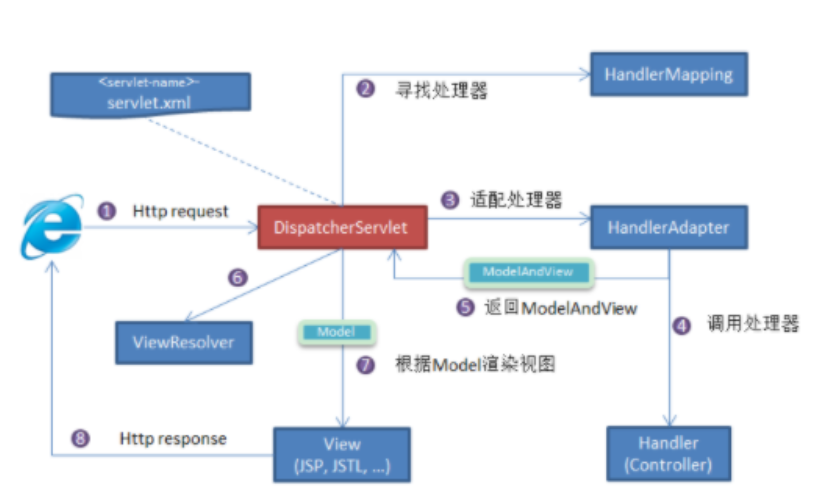 <servlet-name>-
servlet.xml
❷ 寻找处理器
HandlerMapping
❶ Http request
DispatcherServlet
❸ 适配处理器
HandlerAdapter
ModelAndView
❺ 返回ModelAndView
❹ 调用处理器
❻
ViewResolver
Model
❼ 根据Model渲染视图
❽ Http response
View
(JSP, JSTL, ...)
Handler
(Controller)